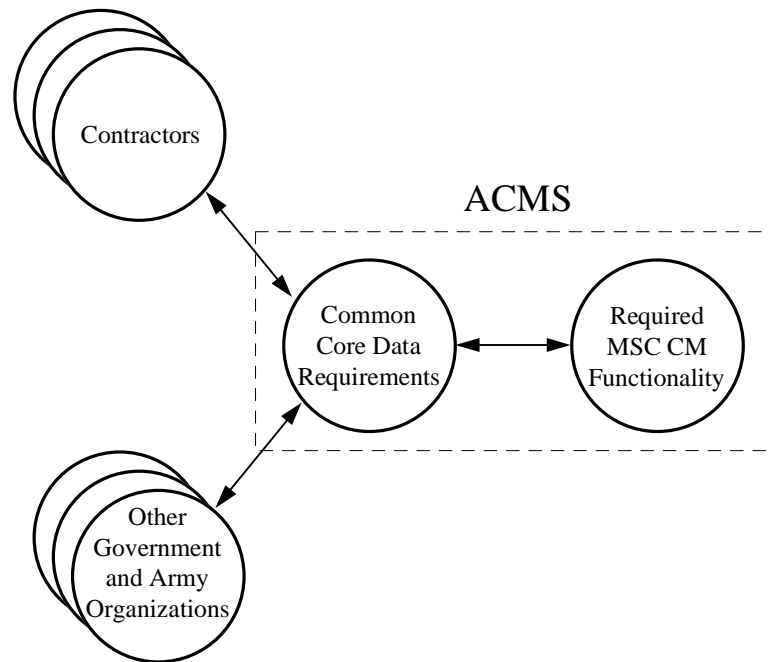 Contractors
ACMS
Common
Core Data
Requirements
Required
MSC CM
Functionality
Other
Government
and Army
Organizations